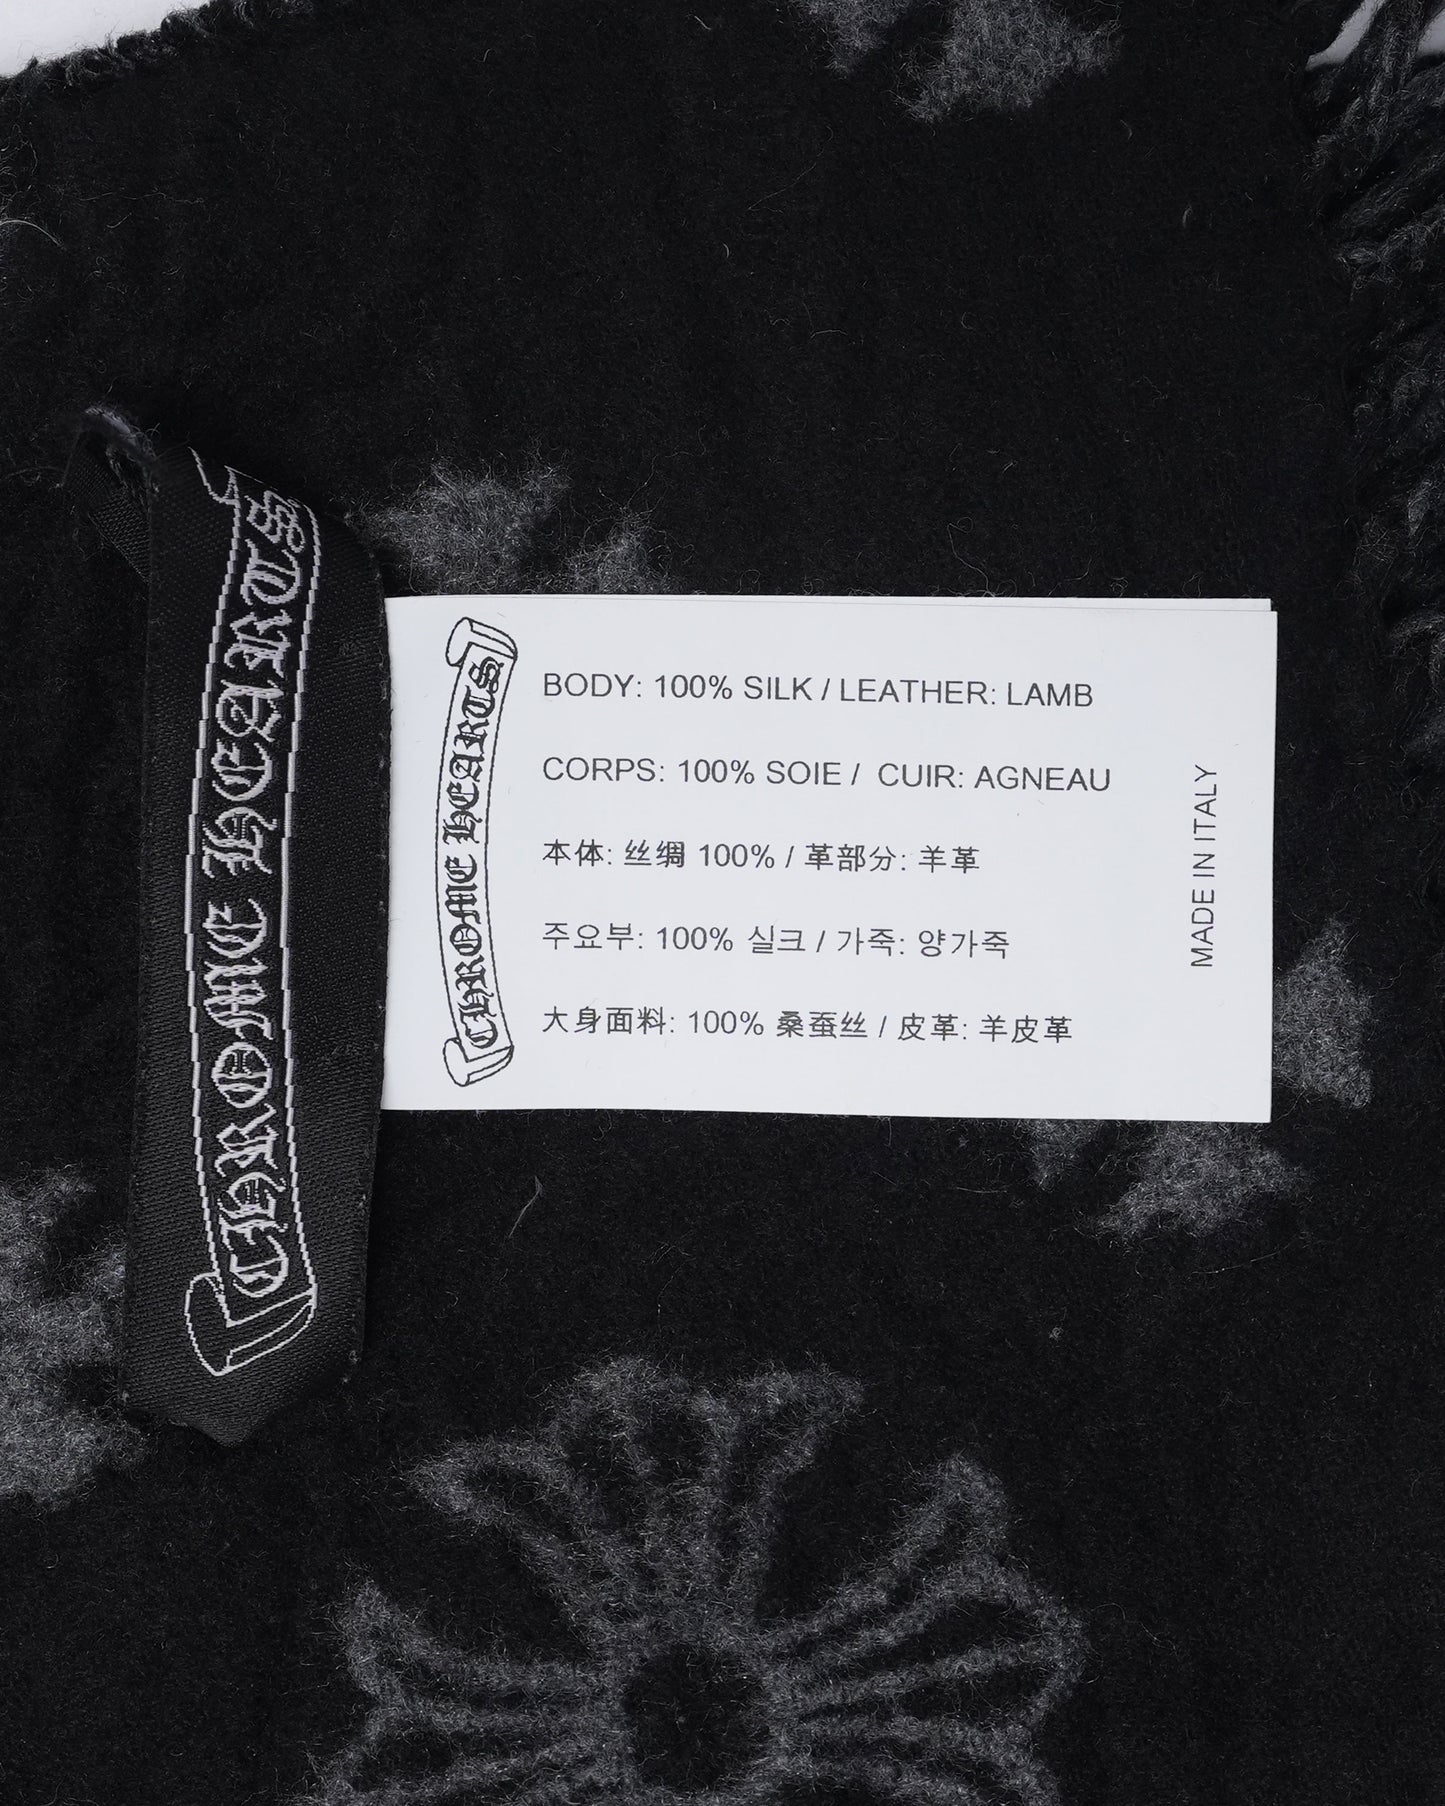 CHROME HEARTS
CHROME HEARTS
BODY: 100% SILK / LEATHER: LAMB
CORPS: 100% SOIE / CUIR: AGNEAU
本体: 丝绸 100% / 革部分: 羊革
주요부: 100% 실크 / 가죽: 양가죽
大身面料: 100% 桑蚕丝 / 皮革: 羊皮革
MADE IN ITALY